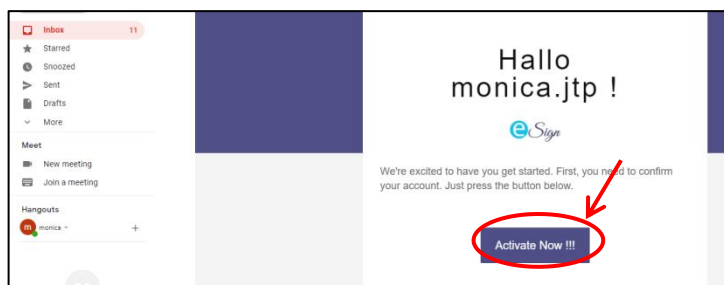 Inbox 11
Starred
Snoozed
Sent
Drafts
More
Meet
New meeting
Join a meeting
Hangouts
m monica
+
Hallo
monica.jtp !
eSign
We're excited to have you get started. First, you need to confirm
your account. Just press the button below.
Activate Now !!!